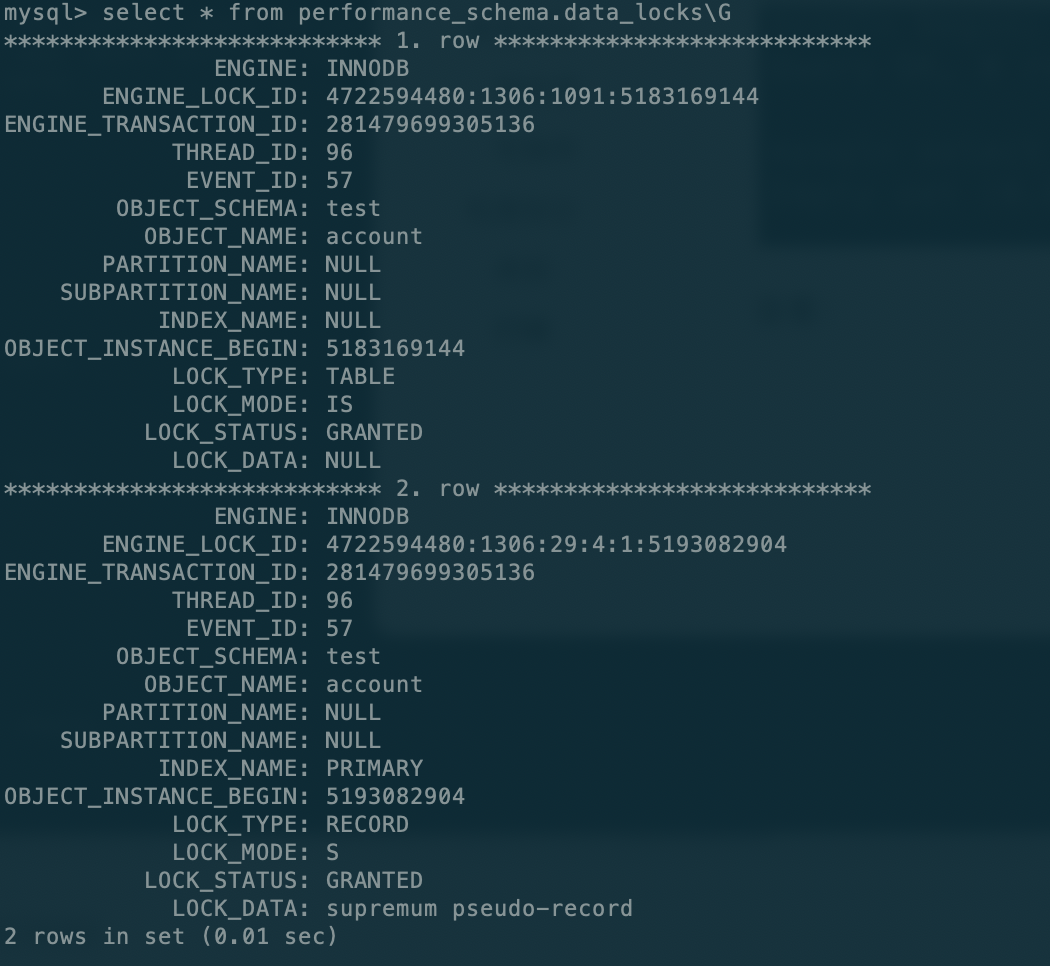 mysql> select * from performance_schema.data_locks\G
*************************** 1. row ***************************
ENGINE: INNODB
ENGINE_LOCK_ID: 4722594480:1306:1091:5183169144
ENGINE_TRANSACTION_ID: 281479699305136
THREAD_ID: 96
EVENT_ID: 57
OBJECT_SCHEMA: test
OBJECT_NAME: account
PARTITION_NAME: NULL
SUBPARTITION_NAME: NULL
INDEX_NAME: NULL
OBJECT_INSTANCE_BEGIN: 5183169144
LOCK_TYPE: TABLE
LOCK_MODE: IS
LOCK_STATUS: GRANTED
LOCK_DATA: NULL
*************************** 2. row ***************************
ENGINE: INNODB
ENGINE_LOCK_ID: 4722594480:1306:29:4:1:5193082904
ENGINE_TRANSACTION_ID: 281479699305136
THREAD_ID: 96
EVENT_ID: 57
OBJECT_SCHEMA: test
OBJECT_NAME: account
PARTITION_NAME: NULL
SUBPARTITION_NAME: NULL
INDEX_NAME: PRIMARY
OBJECT_INSTANCE_BEGIN: 5193082904
LOCK_TYPE: RECORD
LOCK_MODE: S
LOCK_STATUS: GRANTED
LOCK_DATA: supremum pseudo-record
2 rows in set (0.01 sec)